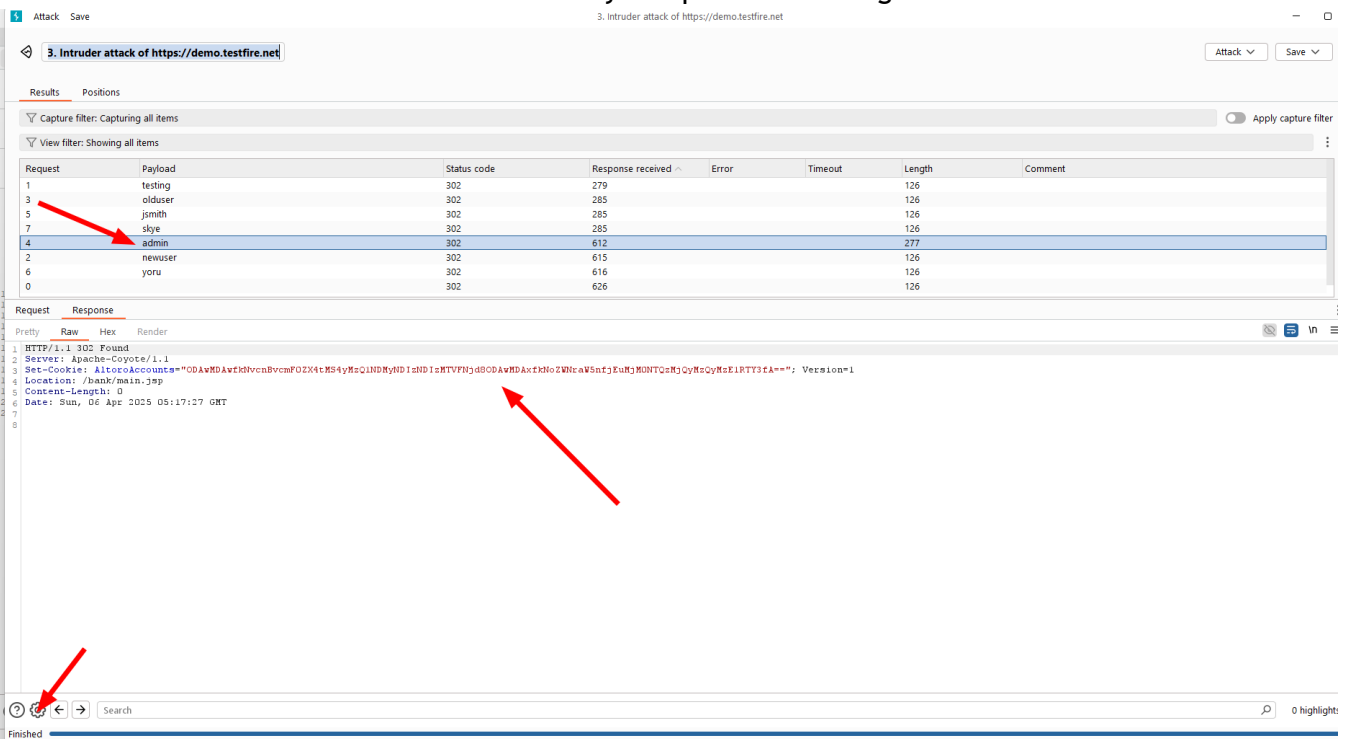 Attack Save 3. Intruder attack of https://demo.testfire.net
3. Intruder attack of https://demo.testfire.net Attack Save
Results Positions
Capture filter: Capturing all items Apply capture filter
View filter: Showing all items
Request Payload Status code Response received Error Timeout Length Comment
1 testing 302 279 126
3 olduser 302 285 126
5 jsmith 302 285 126
7 skye 302 285 126
4 admin 302 612 277
2 newuser 302 615 126
6 yoru 302 616 126
0 302 626 126
Request Response
Pretty Raw Hex Render \n
1 HTTP/1.1 302 Found
2 Server: Apache-Coyote/1.1
3 Set-Cookie: AltoroAccounts= Version=1
4 Location: /bank/main.jsp
5 Content-Length: 0
6 Date: Sun, 06 Apr 2025 05:17:27 GMT
7
8
Search 0 highlights
Finished